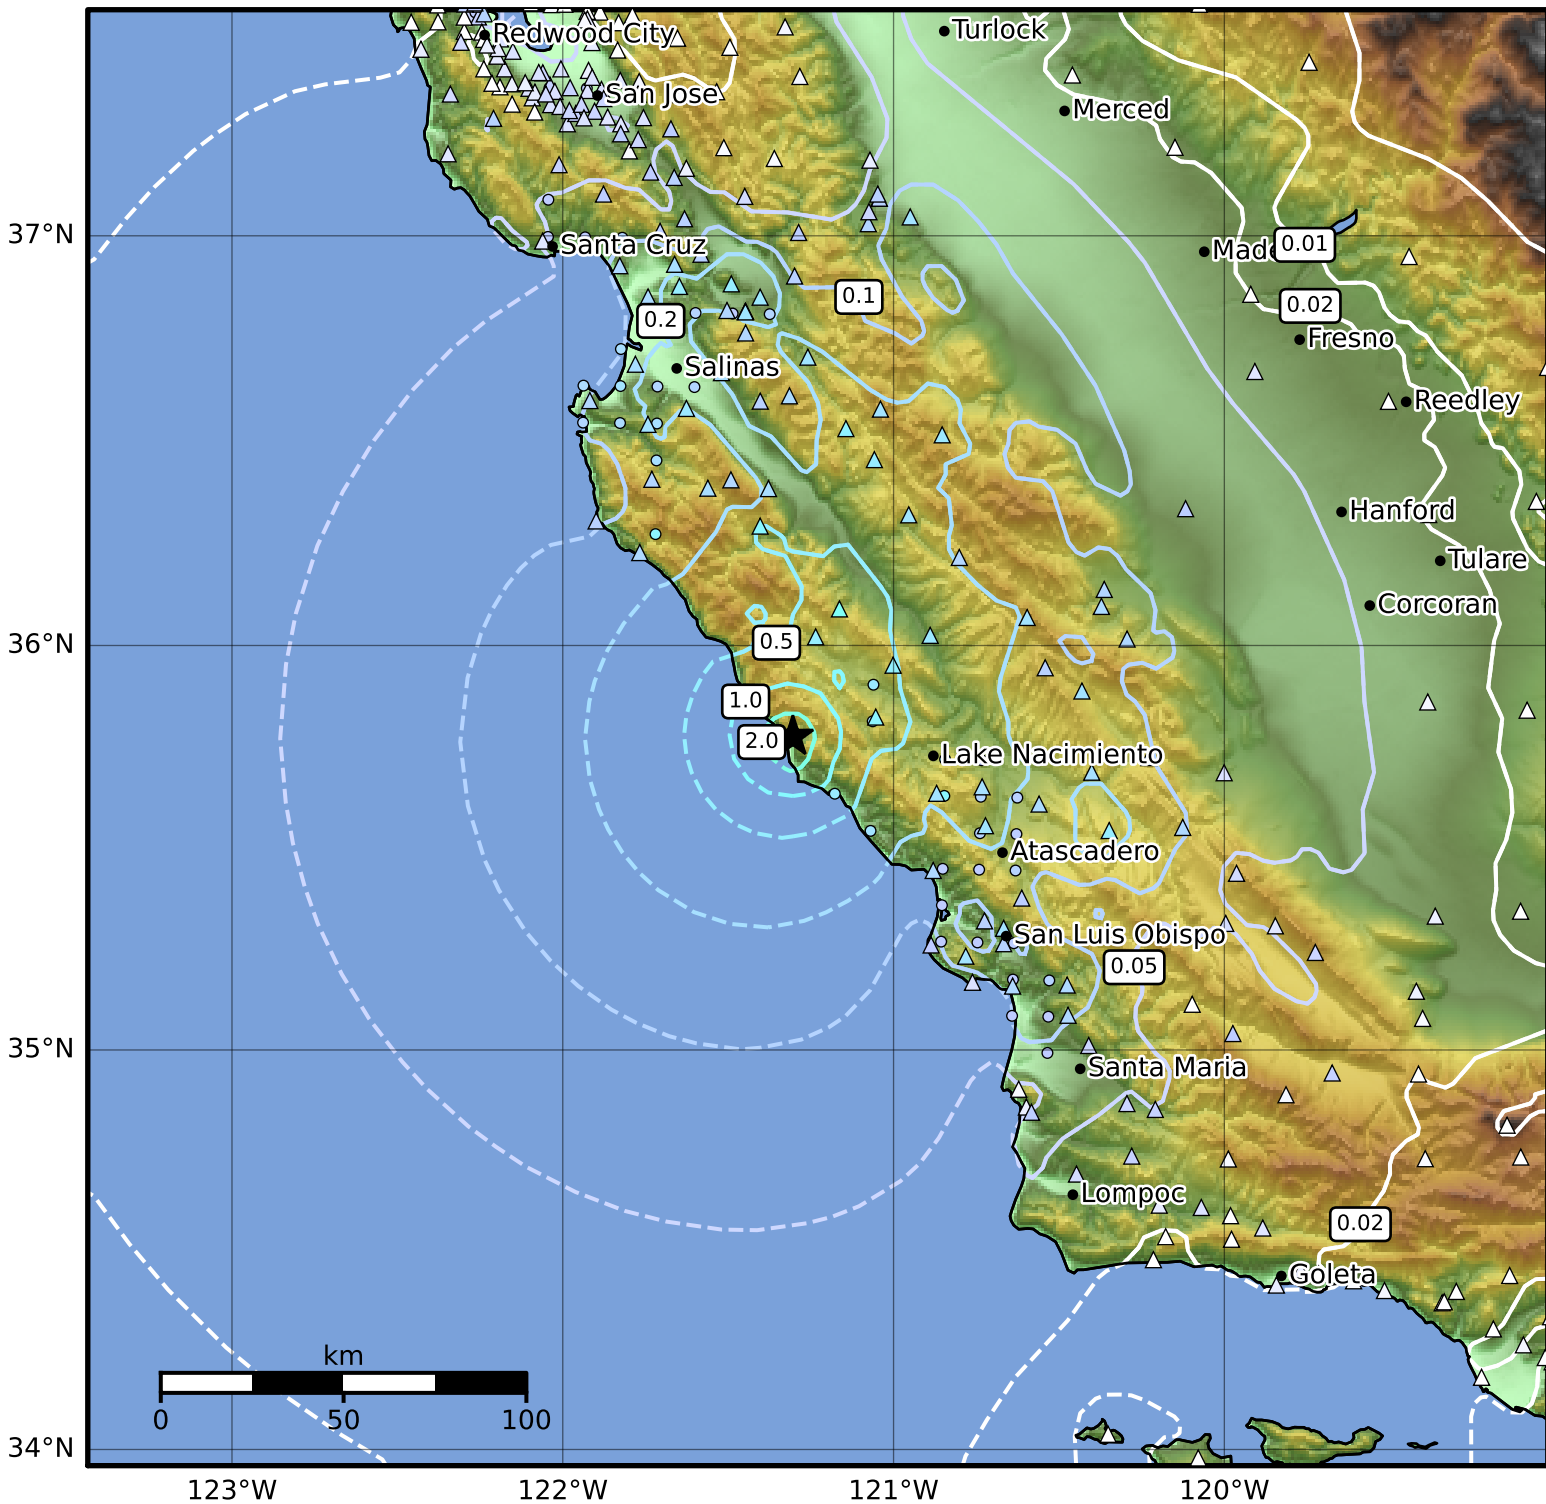 Redwood City
Turlock
San Jose
Merced
37°N
Santa Cruz
Made
0.01
0.1
0.02
0.2
Fresno
Salinas
Reedley
Hanford
Tulare
Corcoran
36°N
0.5
1.0
2.0
Lake Nacimiento
Atascadero
San Luis Obispo
0.05
35°N
Santa Maria
Lompoc
0.02
Goleta
km
0
50
100
34°N
123°W
122°W
121°W
120°W